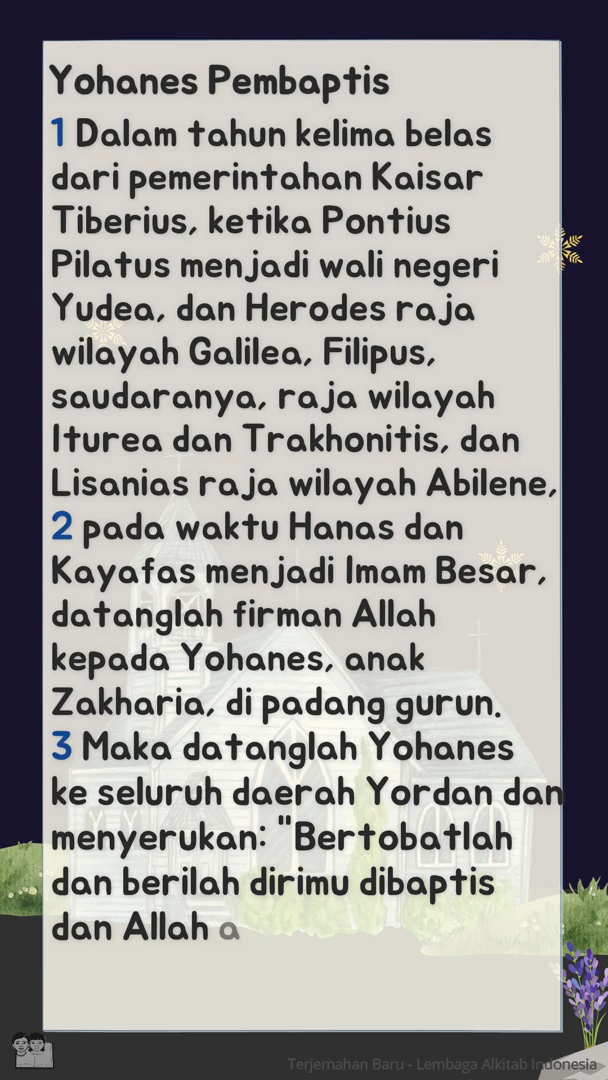 Yohanes Pembaptis
1 Dalam tahun kelima belas
dari pemerintahan Kaisar
Tiberius, ketika Pontius
Pilatus menjadi wali negeri
Yudea, dan Herodes raja
wilayah Galilea, Filipus,
saudaranya, raja wilayah
Iturea dan Trakhonitis, dan
Lisanias raja wilayah Abilene,
2 pada waktu Hanas dan
Kayafas menjadi Imam Besar,
datanglah firman Allah
kepada Yohanes, anak
Zakharia, di padang gurun.
3 Maka datanglah Yohanes
ke seluruh daerah Yordan dan
menyerukan: "Bertobatlah
dan berilah dirimu dibaptis
dan Allah a
Terjemahan Baru - Lembaga Alkitab Indonesia